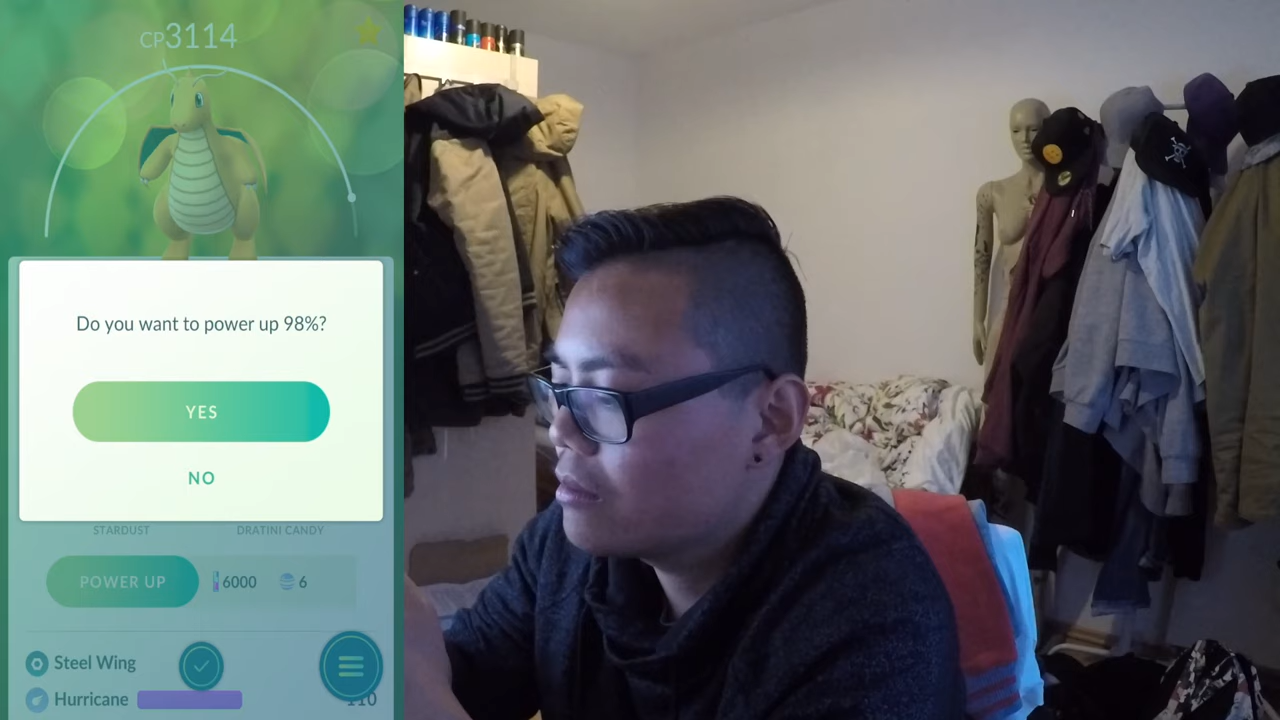 CP3114
Do you want to power up 98%?
YES
NO
STARDUST DRATINI CANDY
POWER UP 6000 6
Steel Wing
Hurricane 110